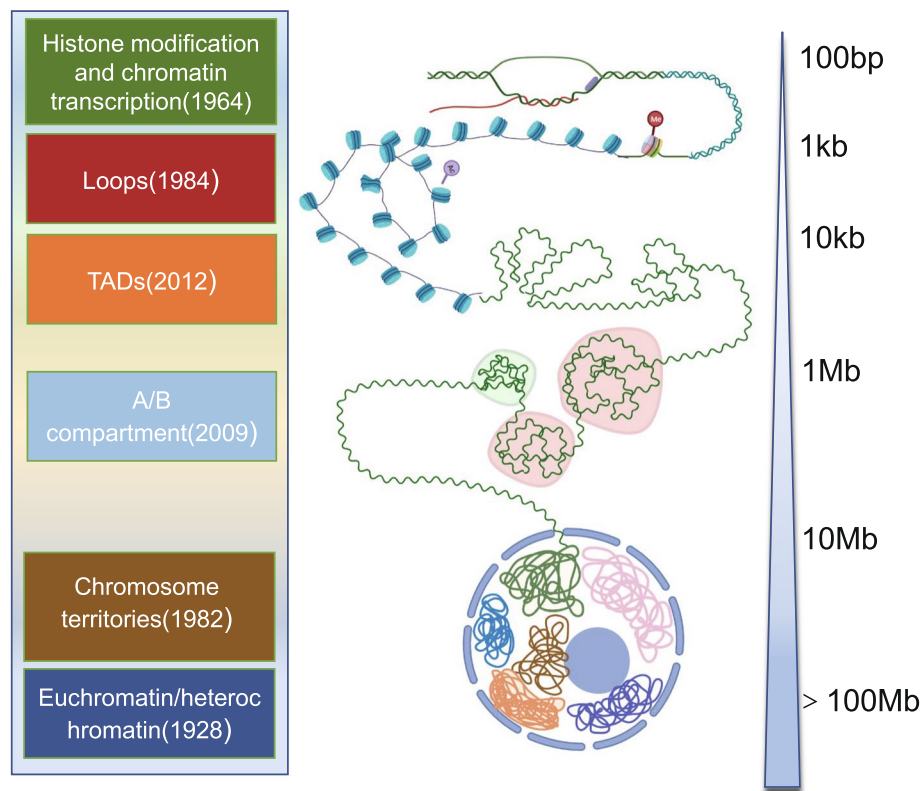 Histone modification
and chromatin
transcription(1964)
Loops(1984)
TADs(2012)
A/B
compartment(2009)
Chromosome
territories(1982)
Euchromatin/heteroc
hromatin(1928)
Me
100bp
1kb
10kb
1Mb
10Mb
> 100Mb